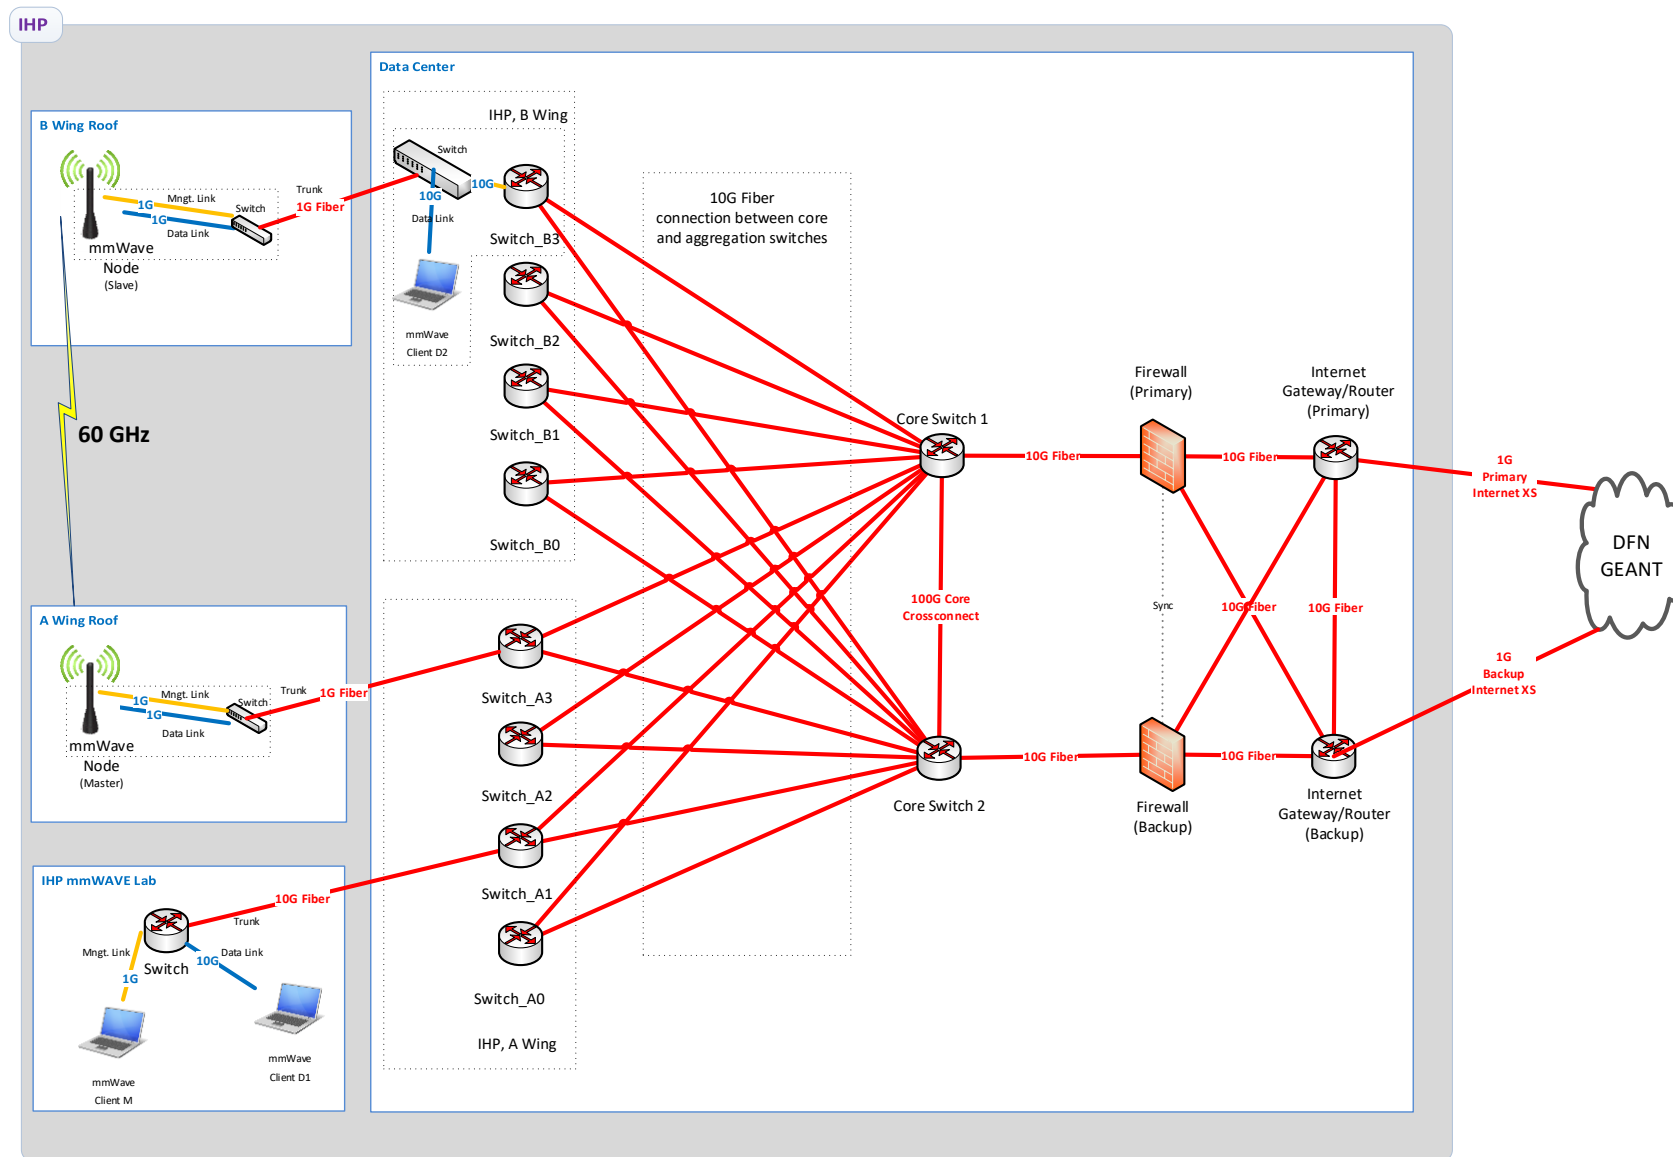 IHP
B Wing Roof
Mngt. Link
1G
1G
Data Link
Switch
mmWave
Node
(Slave)
Trunk
1G Fiber
60 GHz
A Wing Roof
Mngt. Link
1G
1G
Data Link
Switch
mmWave
Node
(Master)
Trunk
1G Fiber
IHP mmWAVE Lab
10G Fiber
Trunk
Mngt. Link
Data Link
1G
10G
Switch
mmWave
Client M
mmWave
Client D1
Data Center
IHP, B Wing
Switch
10G
10G
Data Link
mmWave
Client D2
Switch_B3
Switch_B2
Switch_B1
Switch_B0
Switch_A3
Switch_A2
Switch_A1
Switch_A0
IHP, A Wing
10G Fiber
connection between core
and aggregation switches
Core Switch 1
100G Core
Crossconnect
Core Switch 2
10G Fiber
10G Fiber
Firewall
(Primary)
Sync
Firewall
(Backup)
10G Fiber
10G Fiber
10G Fiber
10G Fiber
Internet
Gateway/Router
(Primary)
Internet
Gateway/Router
(Backup)
1G
Primary
Internet XS
1G
Backup
Internet XS
DFN
GEANT